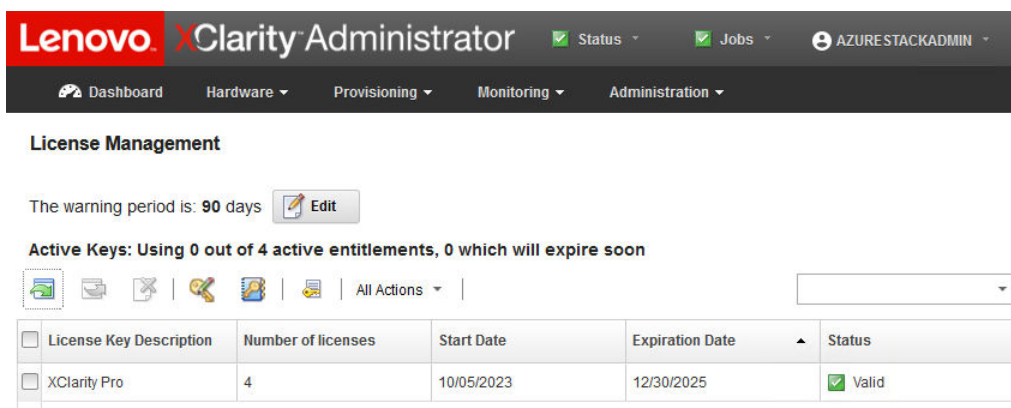 Lenovo. XClarity Administrator Status Jobs AZURESTACKADMIN
Dashboard Hardware Provisioning Monitoring Administration
License Management
The warning period is: 90 days Edit
Active Keys: Using 0 out of 4 active entitlements, 0 which will expire soon
All Actions
License Key Description Number of licenses Start Date Expiration Date Status
XClarity Pro 4 10/05/2023 12/30/2025 Valid